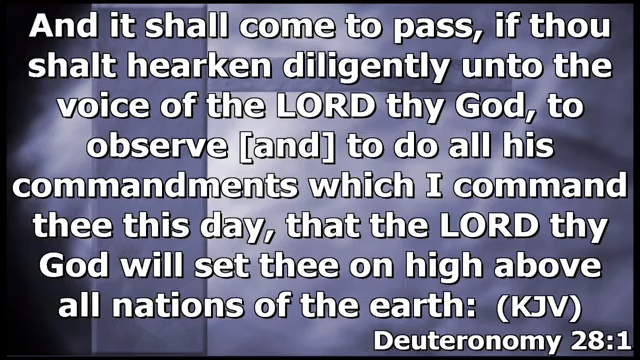 And it shall come to pass, if thou
shalt hearken diligently unto the
voice of the LORD thy God, to
observe [and] to do all his
commandments which I command
thee this day, that the LORD thy
God will set thee on high above
all nations of the earth: (KJV)
Deuteronomy 28:1